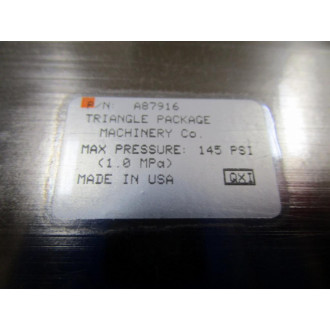 P/N: A87916
TRIANGLE PACKAGE
MACHINERY Co.
MAX PRESSURE: 145 PSI
(1.0 MPa)
MADE IN USA QXI